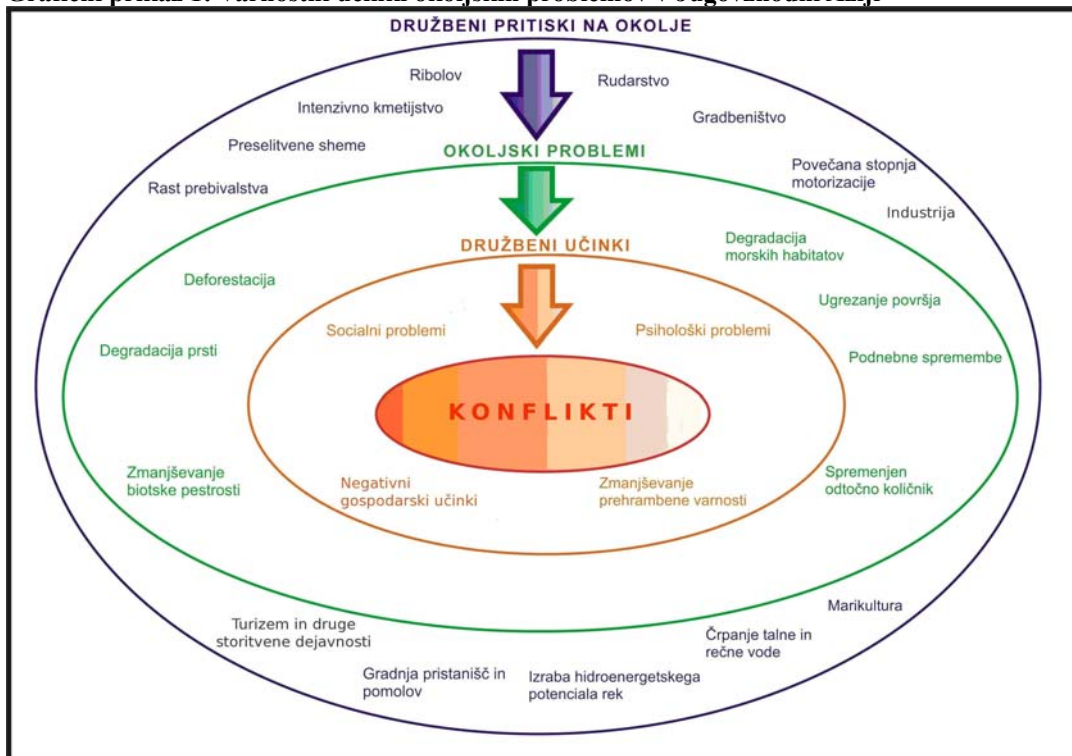 DRUŽBENI PRITISKI NA OKOLJE
Ribolov
Rudarstvo
Intenzivno kmetijstvo
Gradbeništvo
Preselitvene sheme
OKOLJSKI PROBLEMI
Povečana stopnja
motorizacije
Rast prebivalstva
Industrija
DRUŽBENI UČINKI
Degradacija
morskih habitatov
Deforestacija
Ugrezanje površja
Socialni problemi
Psihološki problemi
Degradacija prsti
Podnebne spremembe
KONFLIKTI
Zmanjševanje
biotske pestrosti
Negativni
gospodarski učinki
Zmanjševanje
prehrambene varnosti
Spremenjen
odtočno količnik
Marikultura
Turizem in druge
storitvene dejavnosti
Črpanje talne in
rečne vode
Gradnja pristanišč in
pomolov
Izraba hidroenergetskega
potenciala rek